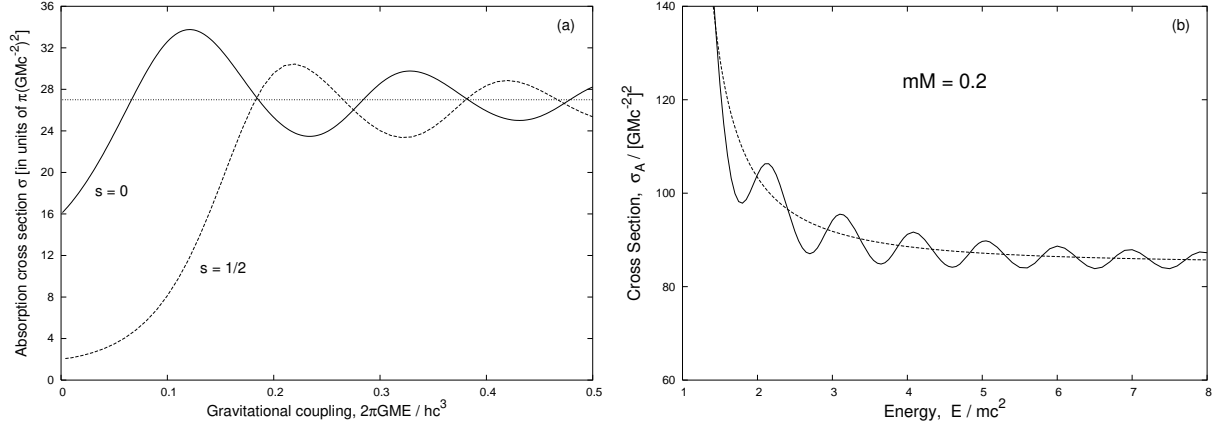 (a)
Absorption cross section σ [in units of π(GMc⁻²)²]
36
32
28
24
20
16
12
8
4
0
s = 0
s = 1/2
0 0.1 0.2 0.3 0.4 0.5
Gravitational coupling, 2πGME / hc³
(b)
mM = 0.2
Cross Section, σ_A / [GMc⁻²]²
140
120
100
80
60
1 2 3 4 5 6 7 8
Energy, E / mc²